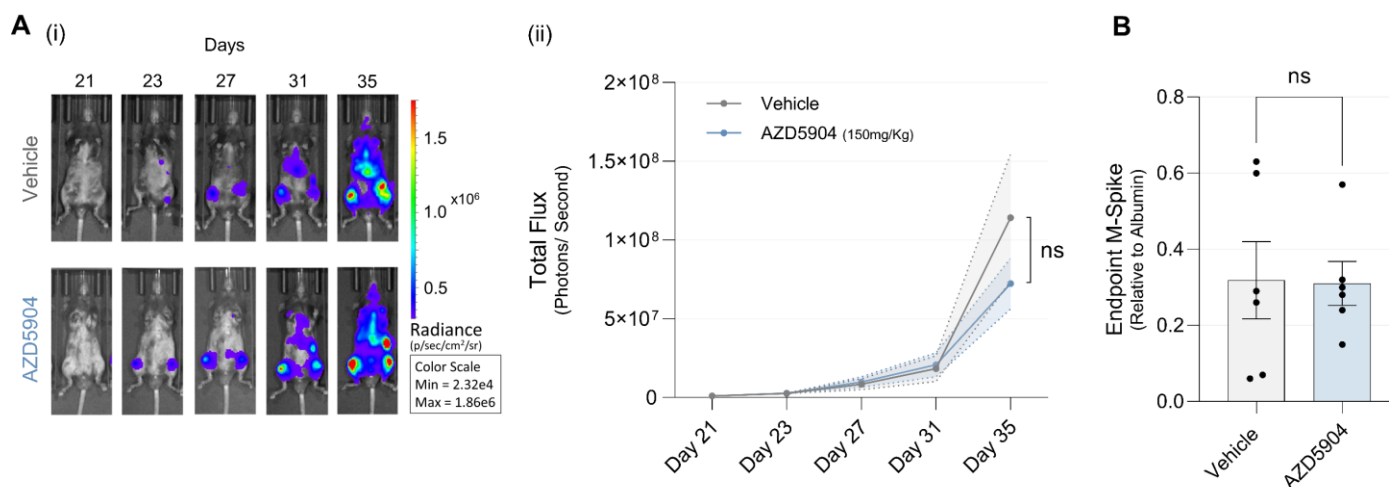 A (i)
Days
21 23 27 31 35
Vehicle
AZD5904
1.5
1.0
x10⁶
0.5
Radiance
(p/sec/cm²/sr)
Color Scale
Min = 2.32e4
Max = 1.86e6
(ii)
Total Flux
(Photons/ Second)
2×10⁸
1.5×10⁸
1×10⁸
5×10⁷
0
Vehicle
AZD5904 (150mg/Kg)
ns
Day 21
Day 23
Day 27
Day 31
Day 35
B
ns
Endpoint M-Spike
(Relative to Albumin)
0.8
0.6
0.4
0.2
0.0
Vehicle
AZD5904